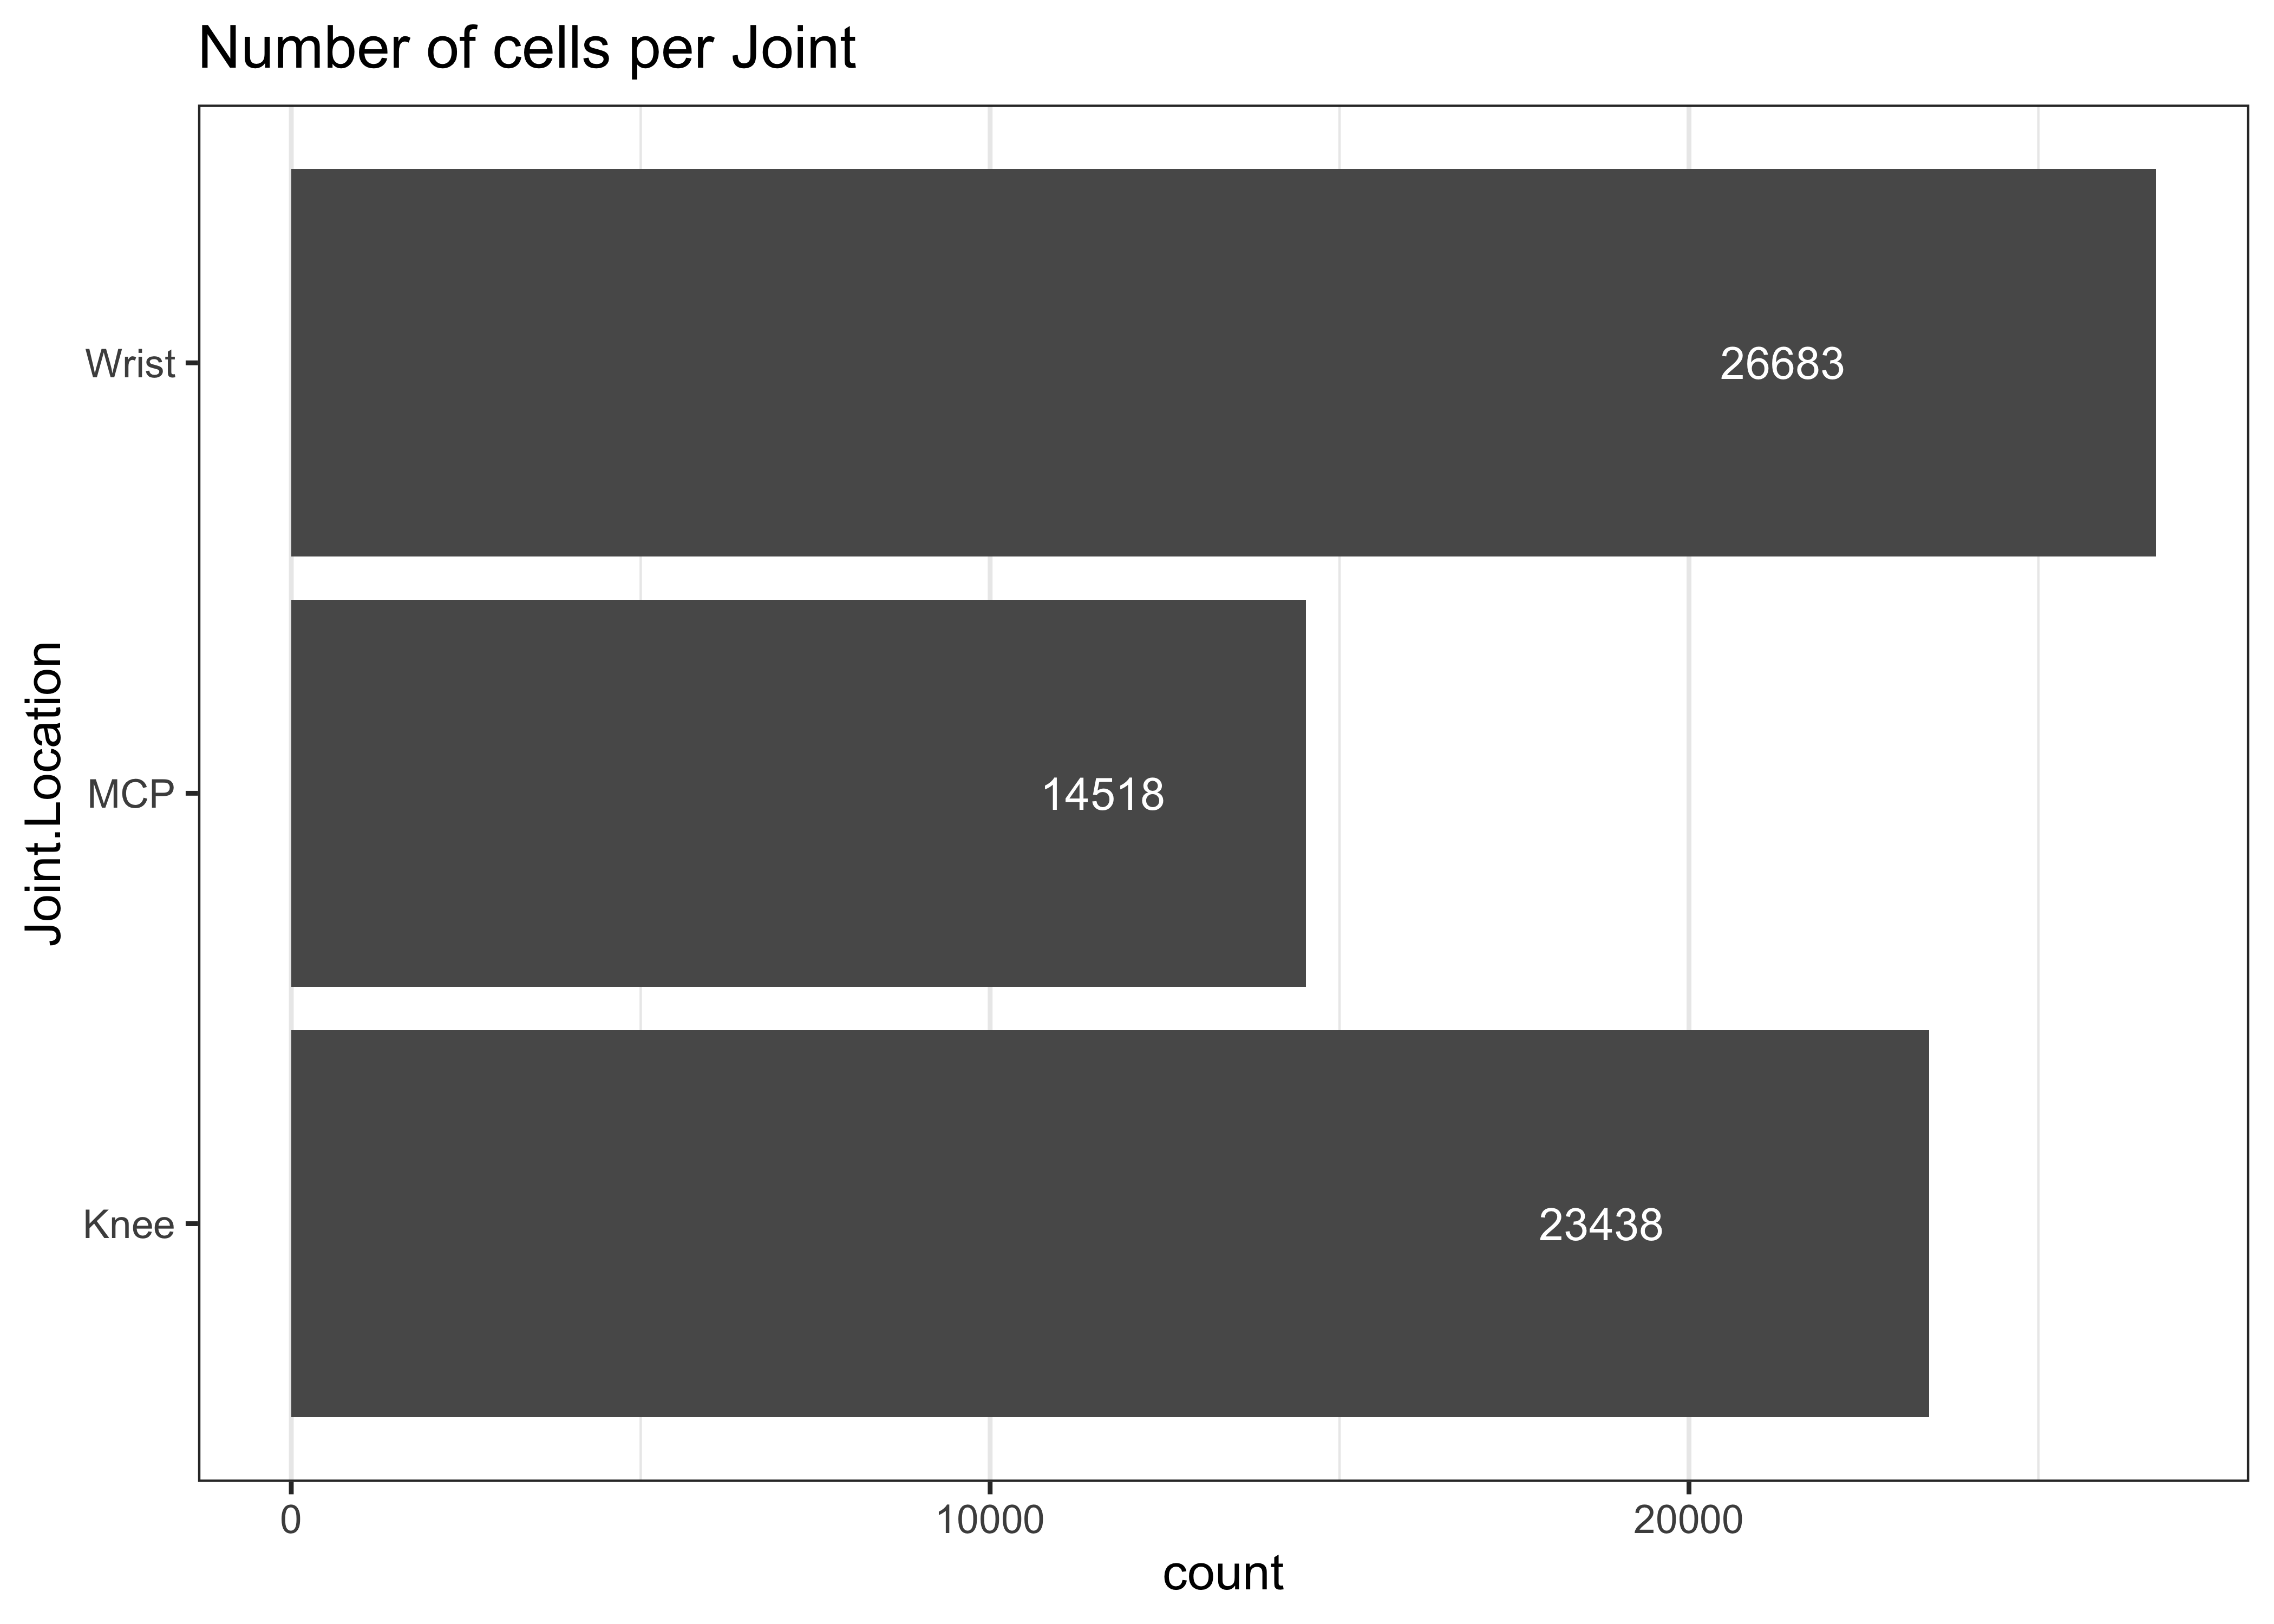 Number of cells per Joint
Joint.Location
Wrist
26683
MCP
14518
Knee
23438
0
10000
20000
count